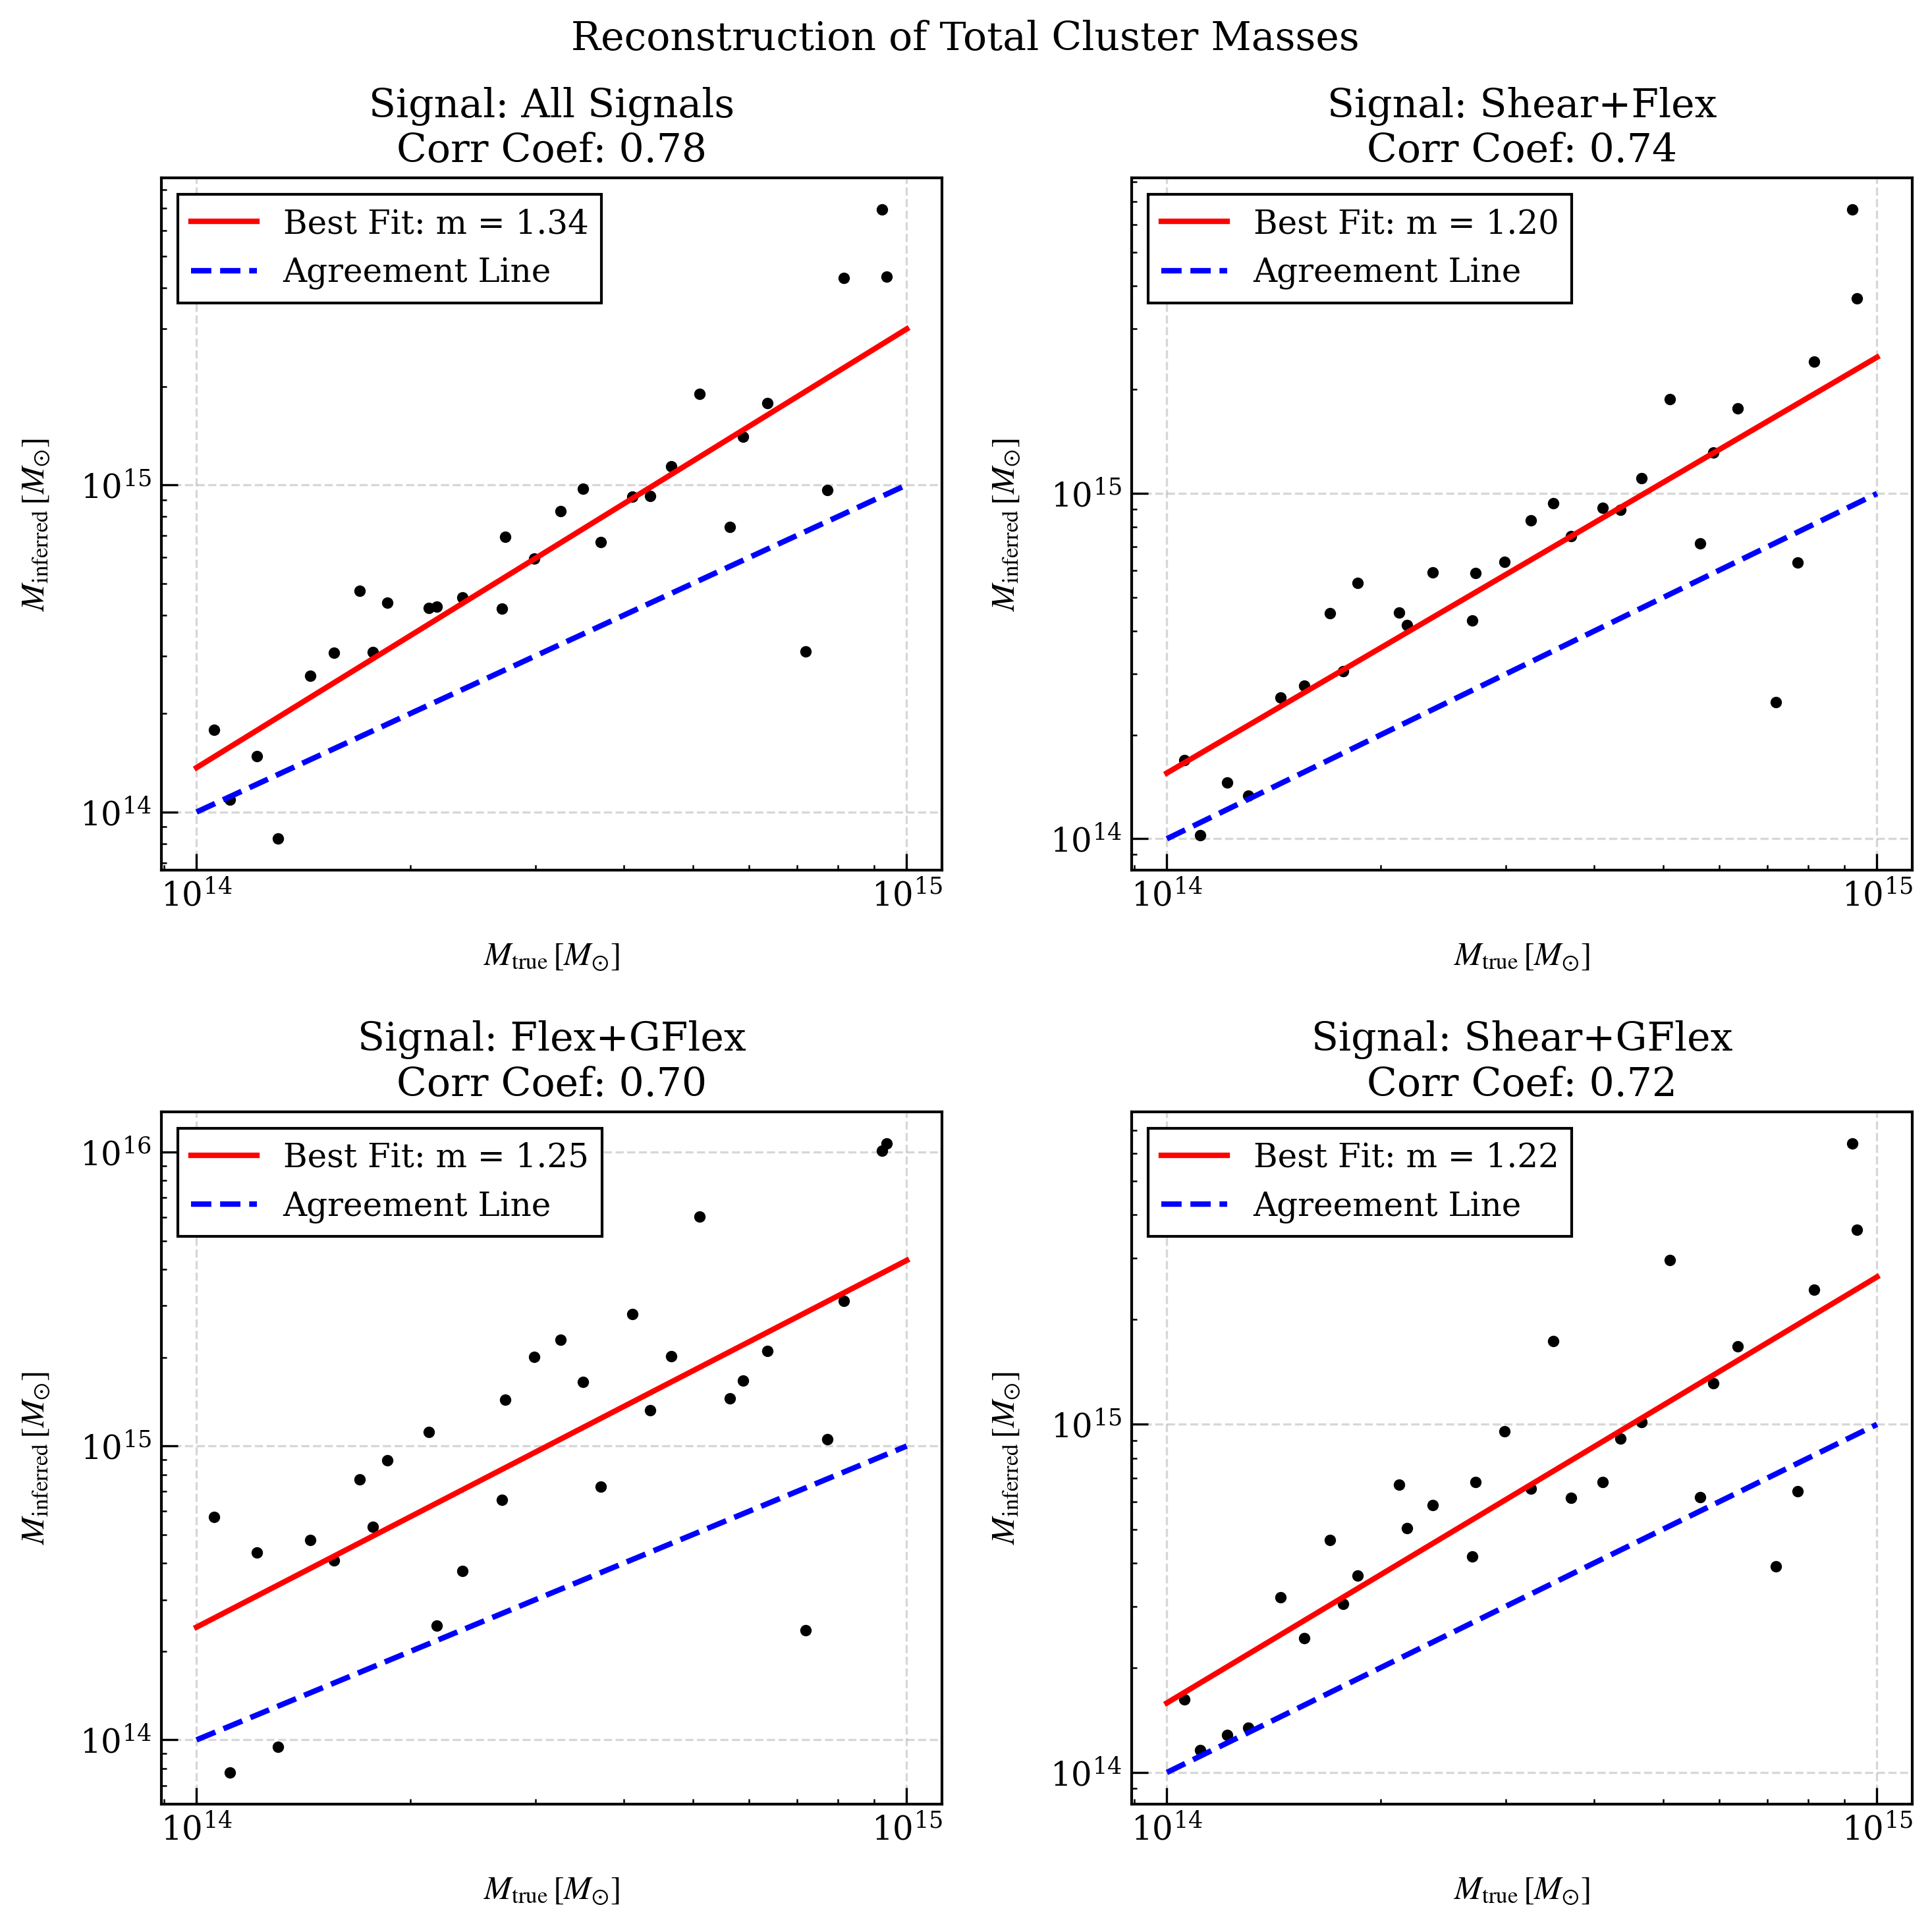 Reconstruction of Total Cluster Masses
Signal: All Signals
Corr Coef: 0.78
Best Fit: m = 1.34
Agreement Line
10^15
10^14
M_inferred [M_⊙]
10^14 10^15
M_true [M_⊙]
Signal: Shear+Flex
Corr Coef: 0.74
Best Fit: m = 1.20
Agreement Line
10^15
10^14
M_inferred [M_⊙]
10^14 10^15
M_true [M_⊙]
Signal: Flex+GFlex
Corr Coef: 0.70
Best Fit: m = 1.25
Agreement Line
10^16
10^15
10^14
M_inferred [M_⊙]
10^14 10^15
M_true [M_⊙]
Signal: Shear+GFlex
Corr Coef: 0.72
Best Fit: m = 1.22
Agreement Line
10^15
10^14
M_inferred [M_⊙]
10^14 10^15
M_true [M_⊙]